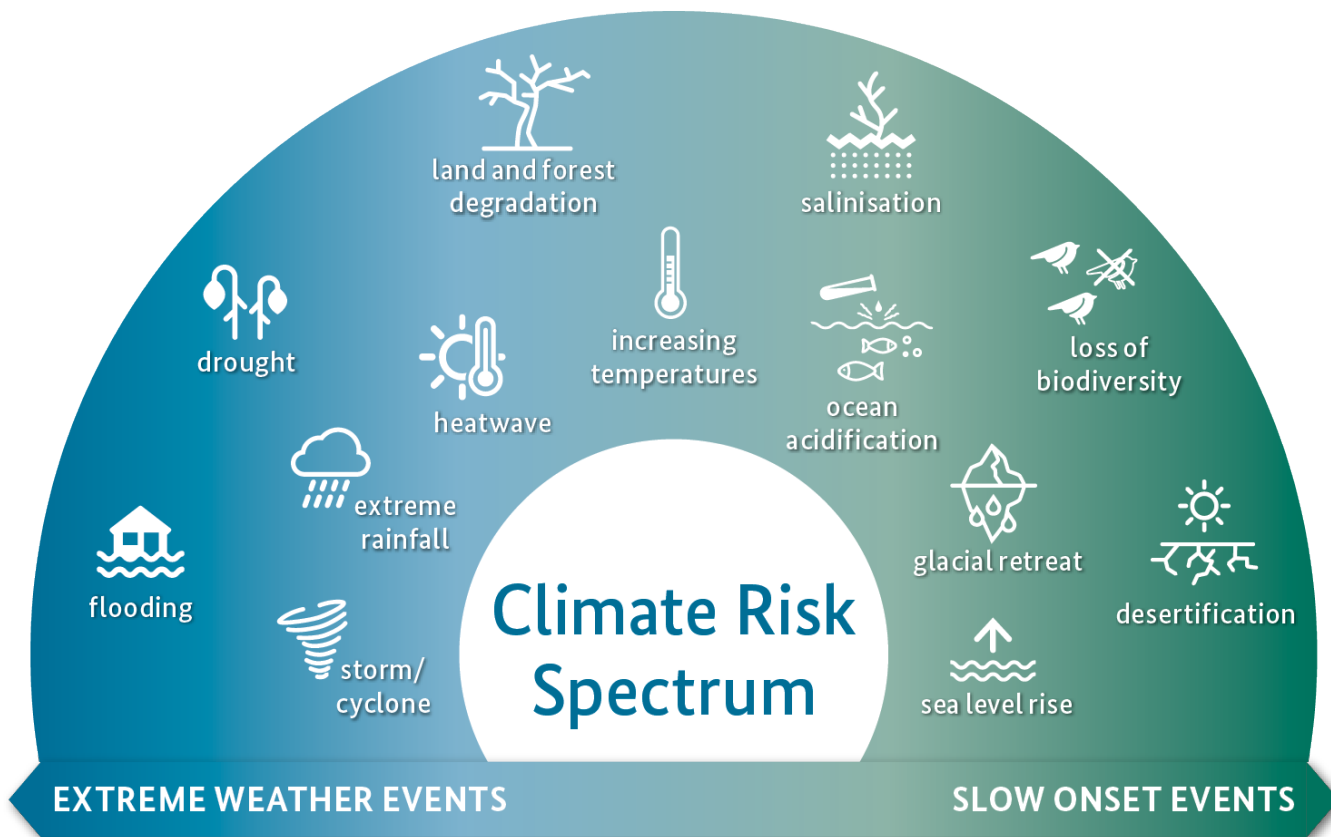 land and forest
degradation
salinisation
drought
heatwave
increasing
temperatures
ocean
acidification
loss of
biodiversity
extreme
rainfall
flooding
storm/
cyclone
glacial retreat
desertification
sea level rise
Climate Risk
Spectrum
EXTREME WEATHER EVENTS
SLOW ONSET EVENTS